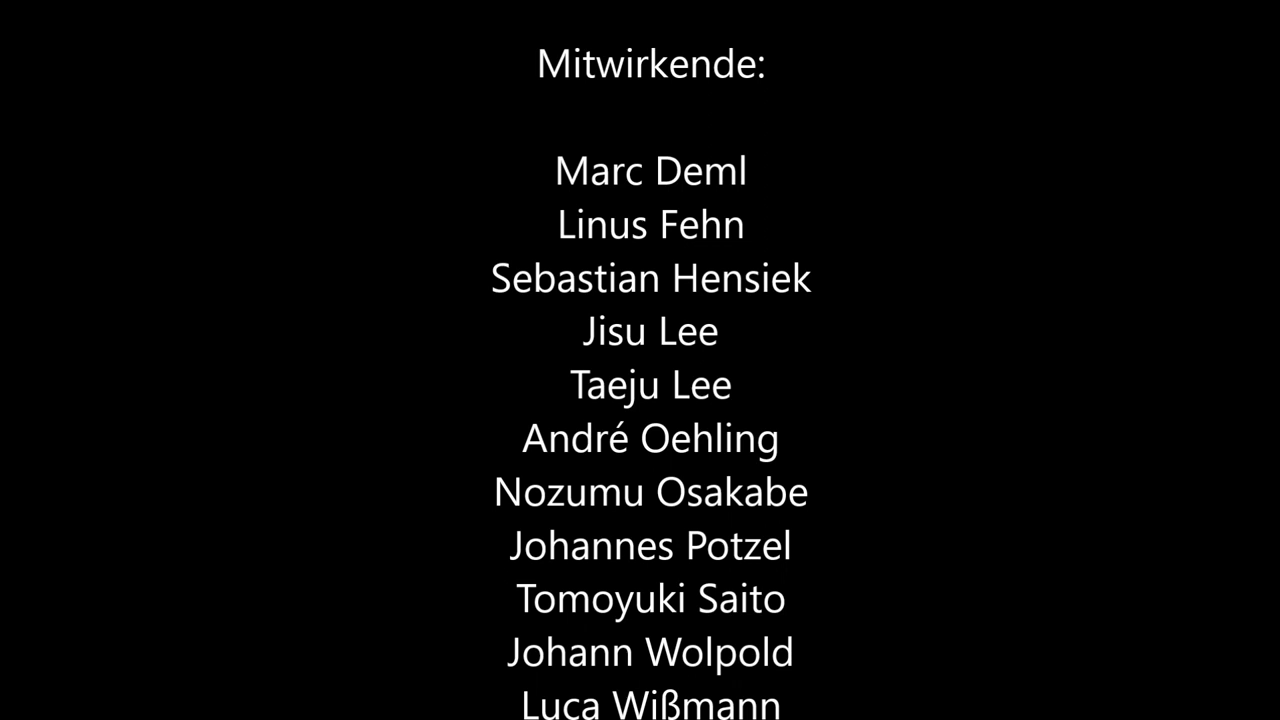 Mitwirkende:
Marc Deml
Linus Fehn
Sebastian Hensiek
Jisu Lee
Taeju Lee
André Oehling
Nozumu Osakabe
Johannes Potzel
Tomoyuki Saito
Johann Wolpold
Luca Wißmann